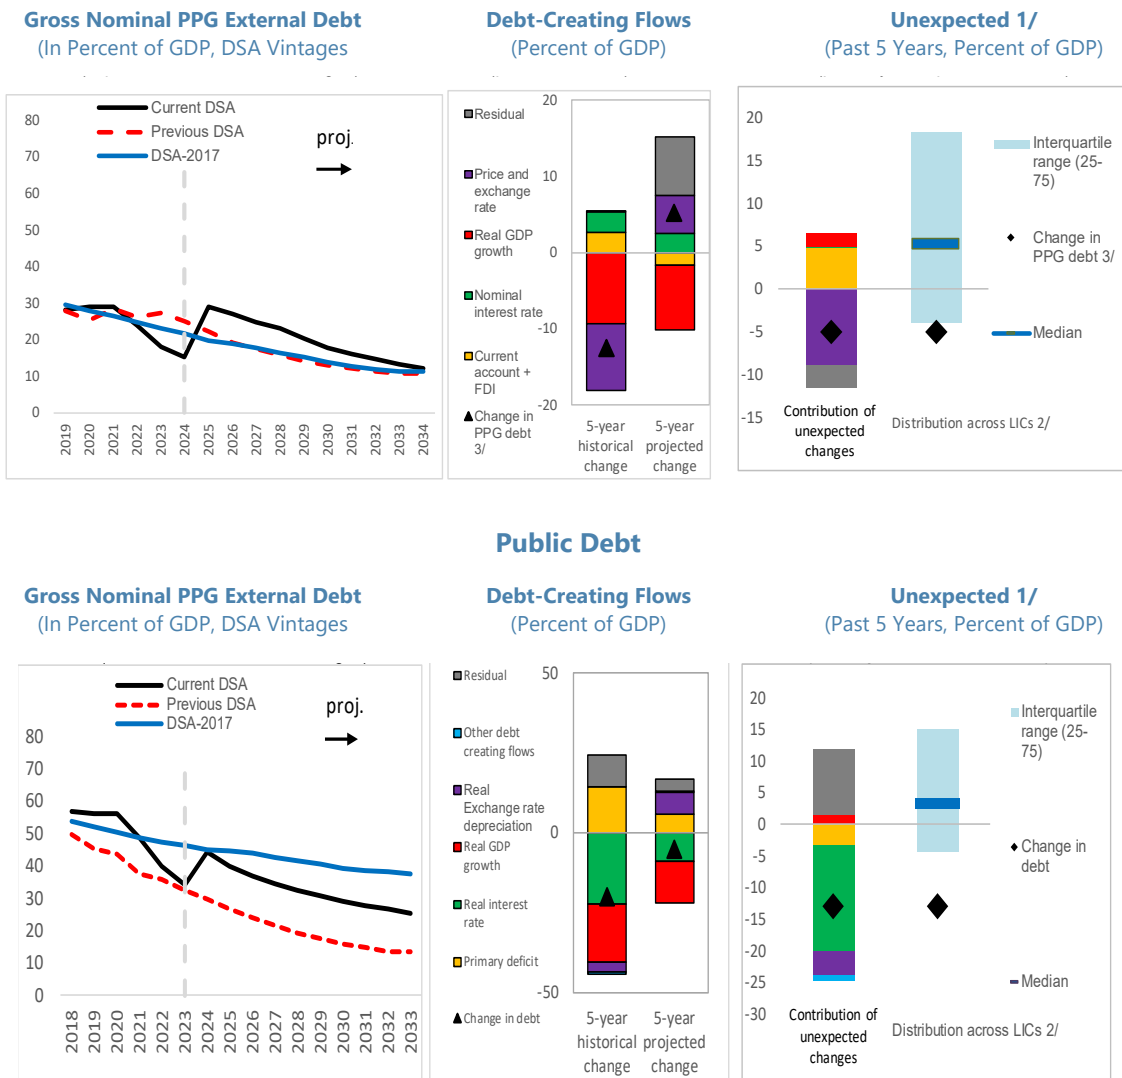 Gross Nominal PPG External Debt
(In Percent of GDP, DSA Vintages
Debt-Creating Flows
(Percent of GDP)
Unexpected 1/
(Past 5 Years, Percent of GDP)
Current DSA
Previous DSA
DSA-2017
proj.
80
70
60
50
40
30
20
10
0
2019
2020
2021
2022
2023
2024
2025
2026
2027
2028
2029
2030
2031
2032
2033
2034
Residual
Price and
exchange
rate
Real GDP
growth
Nominal
interest rate
Current
account +
FDI
Change in
PPG debt
3/
20
10
0
-10
-20
5-year
historical
change
5-year
projected
change
20
15
10
5
0
-5
-10
-15
Contribution of
unexpected
changes
Distribution across LICs 2/
Interquartile
range (25-
75)
Change in
PPG debt 3/
Median
Public Debt
Gross Nominal PPG External Debt
(In Percent of GDP, DSA Vintages
Debt-Creating Flows
(Percent of GDP)
Unexpected 1/
(Past 5 Years, Percent of GDP)
Current DSA
Previous DSA
DSA-2017
proj.
80
70
60
50
40
30
20
10
0
2018
2019
2020
2021
2022
2023
2024
2025
2026
2027
2028
2029
2030
2031
2032
2033
Residual
Other debt
creating flows
Real
Exchange rate
depreciation
Real GDP
growth
Real interest
rate
Primary deficit
Change in debt
50
0
-50
5-year
historical
change
5-year
projected
change
20
15
10
5
0
-5
-10
-15
-20
-25
-30
Contribution of
unexpected
changes
Distribution across LICs 2/
Interquartile
range (25-
75)
Change in
debt
Median